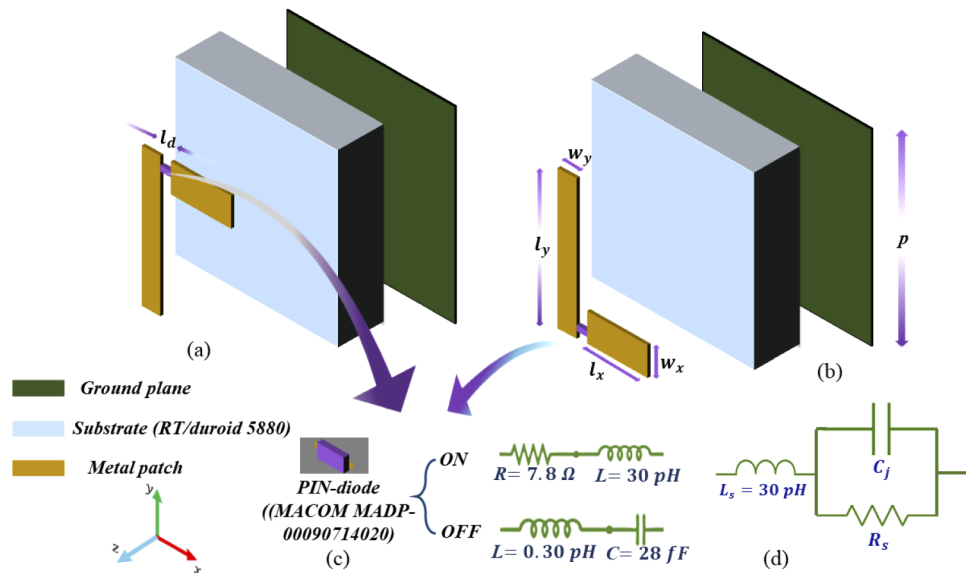 l_d
w_y
l_y
p
(a)
l_x
w_x
(b)
Ground plane
Substrate (RT/duroid 5880)
Metal patch
y
z
x
PIN-diode
((MACOM MADP-
00090714020)
(c)
ON
R= 7.8 Ω
L= 30 pH
OFF
L= 0.30 pH
C= 28 fF
L_s = 30 pH
C_j
R_s
(d)